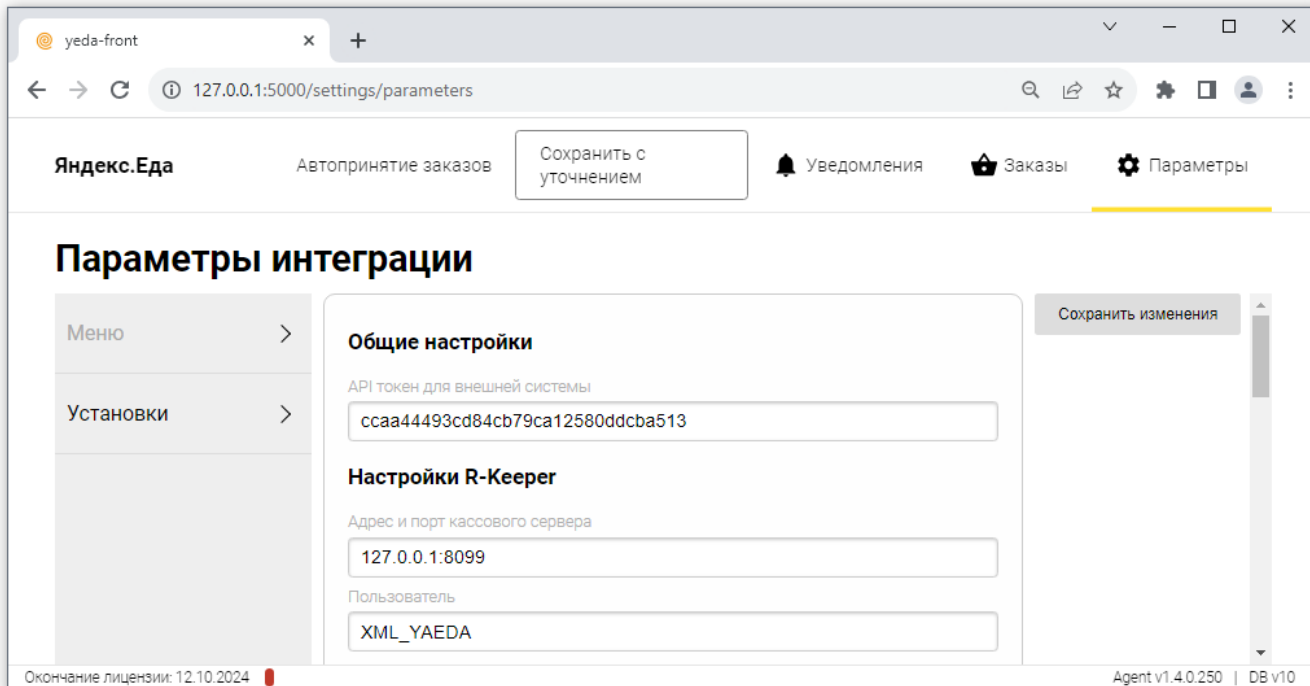 yeda-front
127.0.0.1:5000/settings/parameters
Яндекс.Еда
Автопринятие заказов
Сохранить с
уточнением
Уведомления
Заказы
Параметры
Параметры интеграции
Меню
Установки
Общие настройки
API токен для внешней системы
ccaa44493cd84cb79ca12580ddcba513
Настройки R-Keeper
Адрес и порт кассового сервера
127.0.0.1:8099
Пользователь
XML_YAEDA
Сохранить изменения
Окончание лицензии: 12.10.2024
Agent v1.4.0.250 | DB v10